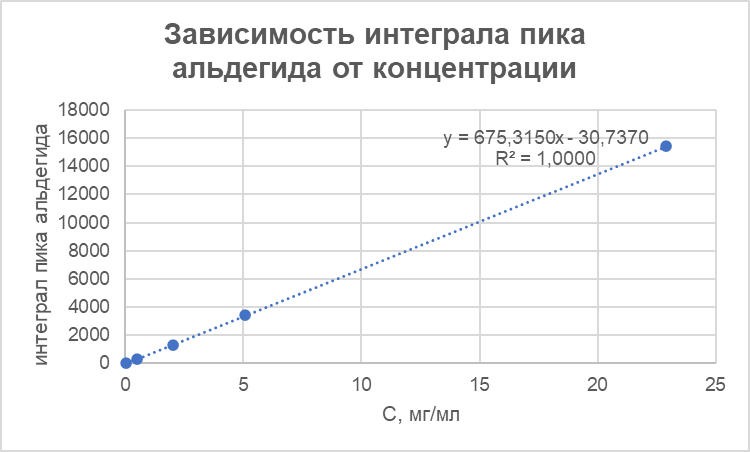 Зависимость интеграла пика
альдегида от концентрации
интеграл пика альдегида
18000
16000
14000
12000
10000
8000
6000
4000
2000
0
y = 675,3150x - 30,7370
R² = 1,0000
0 5 10 15 20 25
С, мг/мл